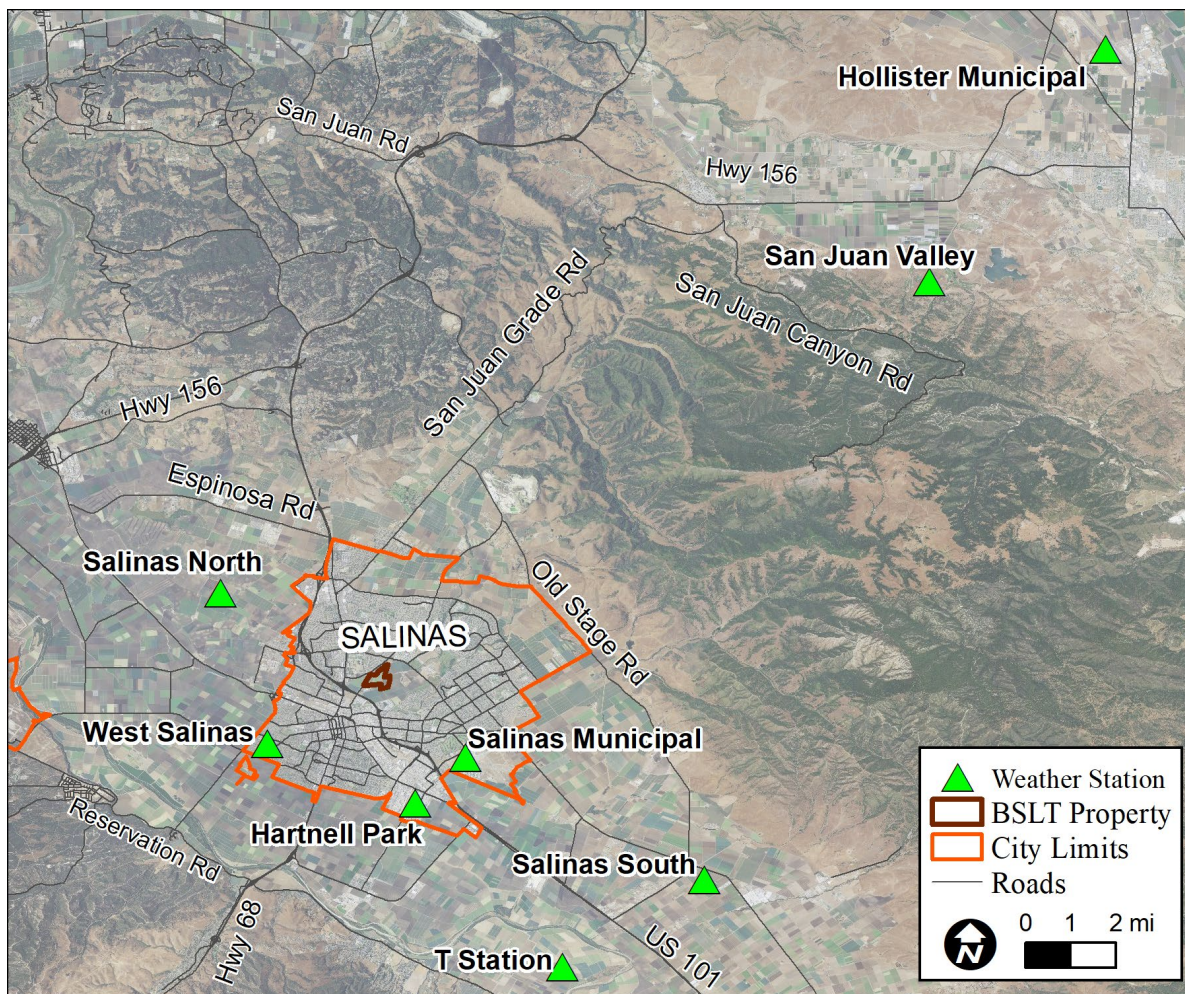 Hollister Municipal
San Juan Rd
Hwy 156
San Juan Valley
San Juan Grade Rd
San Juan Canyon Rd
Hwy 156
Espinosa Rd
Salinas North
Old Stage Rd
SALINAS
West Salinas
Salinas Municipal
Reservation Rd
Hartnell Park
Salinas South
Hwy 68
US 101
T Station
Weather Station
BSLT Property
City Limits
Roads
N
0 1 2 mi